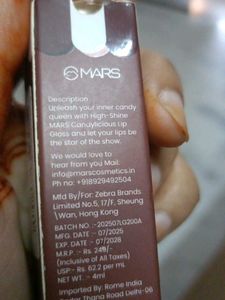 MARS
Description
Unleash your inner candy
queen with High-Shine
MARS Candylicious Lip
Gloss and let your lips be
the star of the show.
We would love to
hear from you Mail:
info@marscosmetics.in
Ph no: +918929492504
Mfd By/For: Zebra Brands
Limited No.5, 17/F, Sheung
\Wan, Hong Kong
BATCH NO. :-202507LG200A
MFG. DATE :- 07/2025
EXP. DATE :- 07/2028
M.R.P. :- Rs. 249/-
(Inclusive of All Taxes)
USP:- Rs. 62.2 per ml.
NET. WT. :- 4ml
Imported by: Rome India
Thana Road Delhi-06